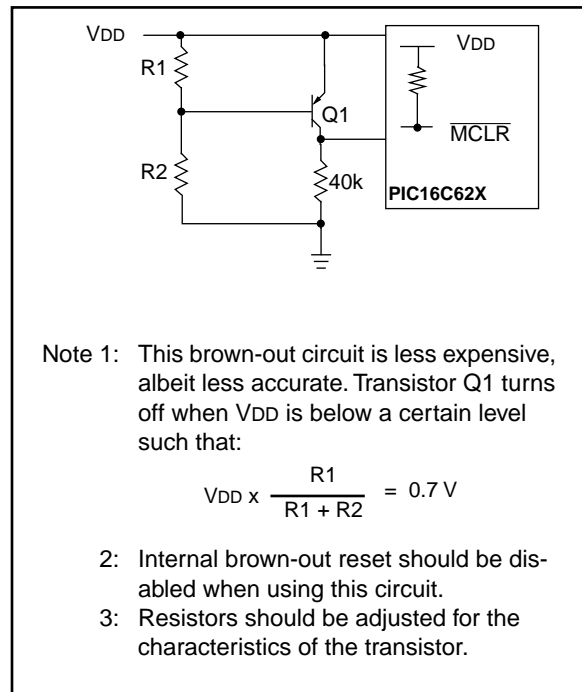 VDD
VDD
R1
Q1
MCLR
R2
40k
PIC16C62X
Note 1: This brown-out circuit is less expensive,
albeit less accurate. Transistor Q1 turns
off when VDD is below a certain level
such that:
VDD x R1 / R1 + R2 = 0.7 V
2: Internal brown-out reset should be dis-
abled when using this circuit.
3: Resistors should be adjusted for the
characteristics of the transistor.